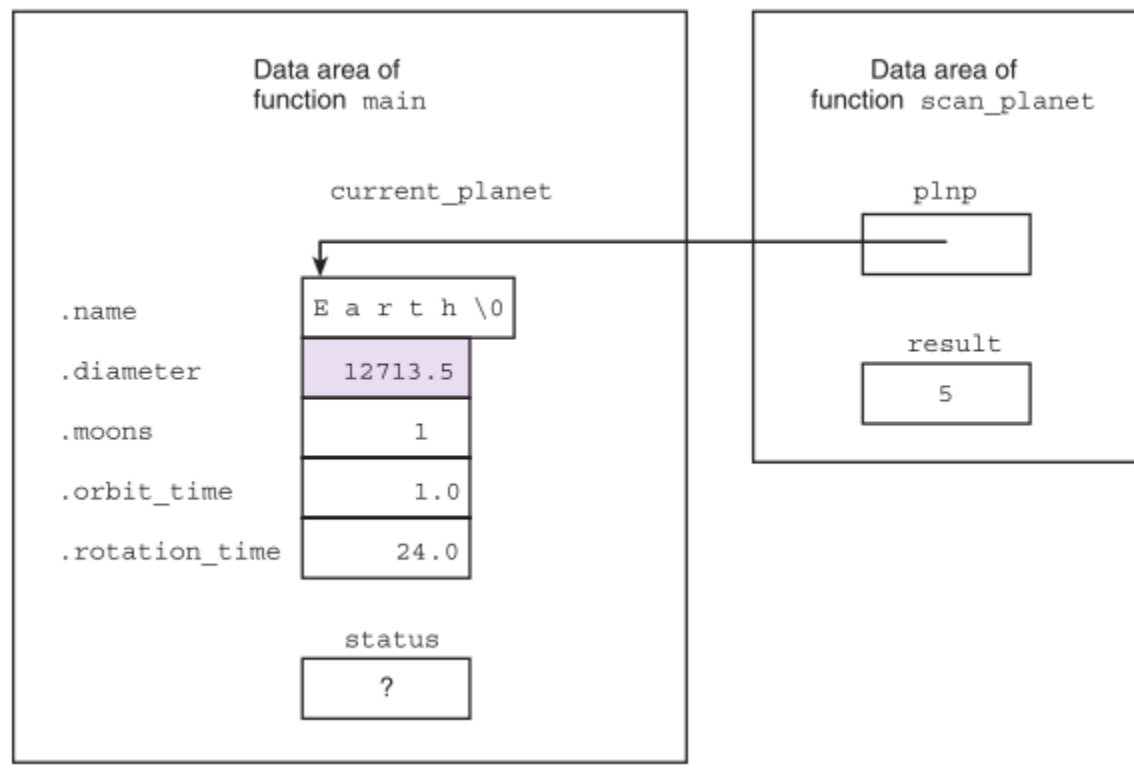 Data area of
function main
current_planet
.name
E a r t h \0
.diameter
12713.5
.moons
1
.orbit_time
1.0
.rotation_time
24.0
status
?
Data area of
function scan_planet
plnp
result
5